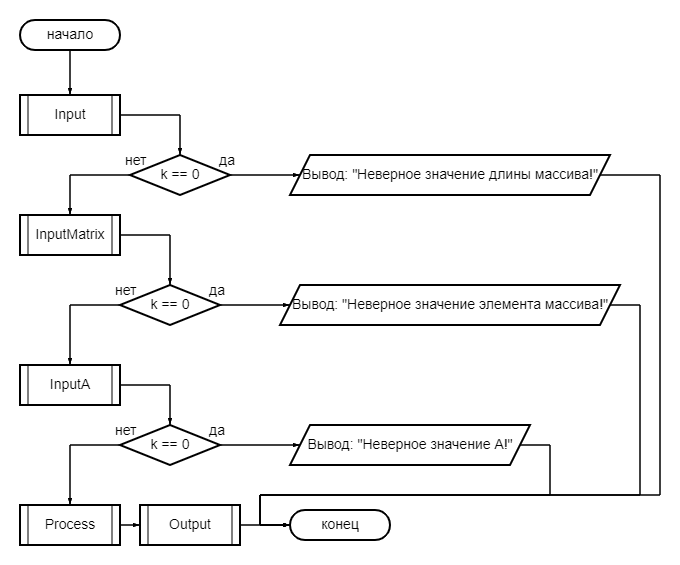 начало
Input
нет
да
k == 0
Вывод: "Неверное значение длины массива!"
InputMatrix
нет
да
k == 0
Вывод: "Неверное значение элемента массива!"
InputA
нет
да
k == 0
Вывод: "Неверное значение А!"
Process
Output
конец